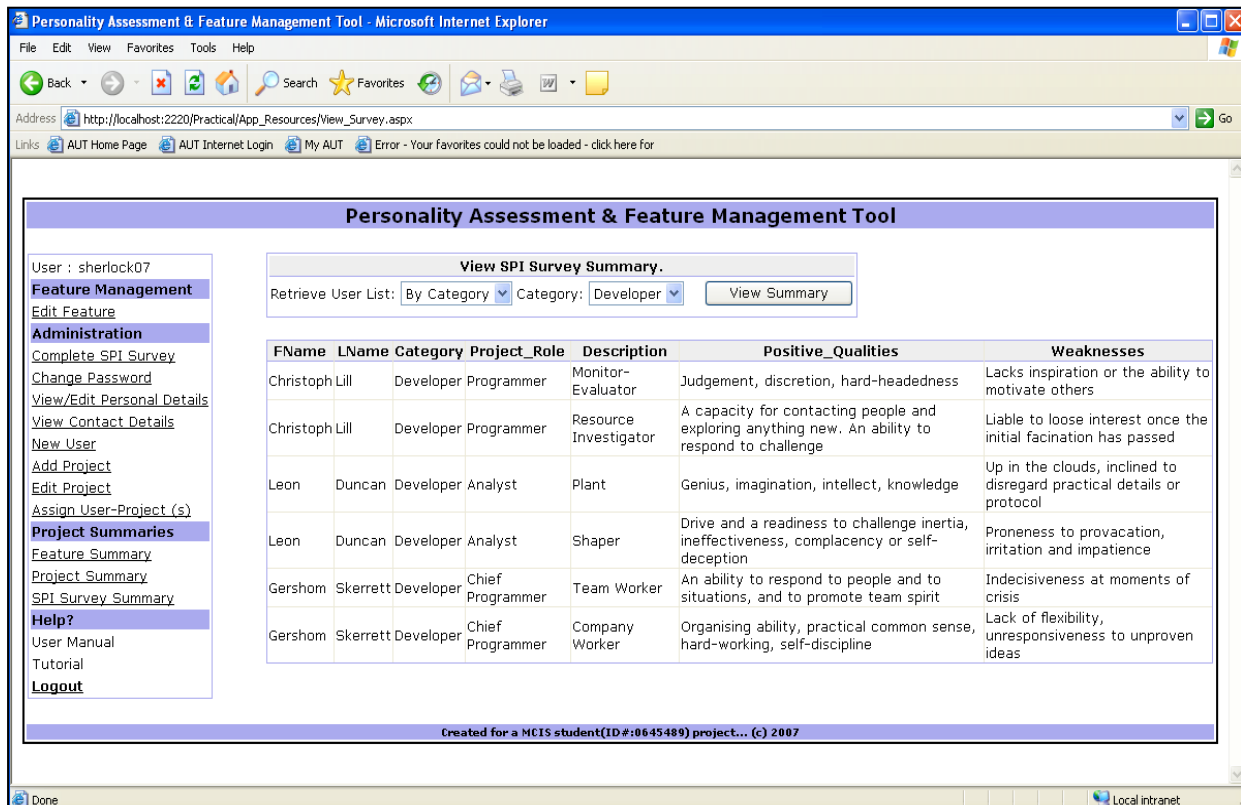 Personality Assessment & Feature Management Tool - Microsoft Internet Explorer
File Edit View Favorites Tools Help
Back Search Favorites
Address http://localhost:2220/Practical/App_Resources/View_Survey.aspx Go
Links AUT Home Page AUT Internet Login My AUT Error - Your favorites could not be loaded - click here for
Personality Assessment & Feature Management Tool
User : sherlock07
Feature Management
Edit Feature
Administration
Complete SPI Survey
Change Password
View/Edit Personal Details
View Contact Details
New User
Add Project
Edit Project
Assign User-Project (s)
Project Summaries
Feature Summary
Project Summary
SPI Survey Summary
Help?
User Manual
Tutorial
Logout
View SPI Survey Summary.
Retrieve User List: By Category Category: Developer View Summary
FName LName Category Project_Role Description Positive_Qualities Weaknesses
Christoph Lill Developer Programmer Monitor-
Evaluator Judgement, discretion, hard-headedness Lacks inspiration or the ability to
motivate others
Christoph Lill Developer Programmer Resource
Investigator A capacity for contacting people and
exploring anything new. An ability to
respond to challenge Liable to loose interest once the
initial facination has passed
Leon Duncan Developer Analyst Plant Genius, imagination, intellect, knowledge Up in the clouds, inclined to
disregard practical details or
protocol
Leon Duncan Developer Analyst Shaper Drive and a readiness to challenge inertia,
ineffectiveness, complacency or self-
deception Proneness to provacation,
irritation and impatience
Gershom Skerrett Developer Chief
Programmer Team Worker An ability to respond to people and to
situations, and to promote team spirit Indecisiveness at moments of
crisis
Gershom Skerrett Developer Chief
Programmer Company
Worker Organising ability, practical common sense,
hard-working, self-discipline Lack of flexibility,
unresponsiveness to unproven
ideas
Created for a MCIS student(ID#:0645489) project... (c) 2007
Done Local intranet